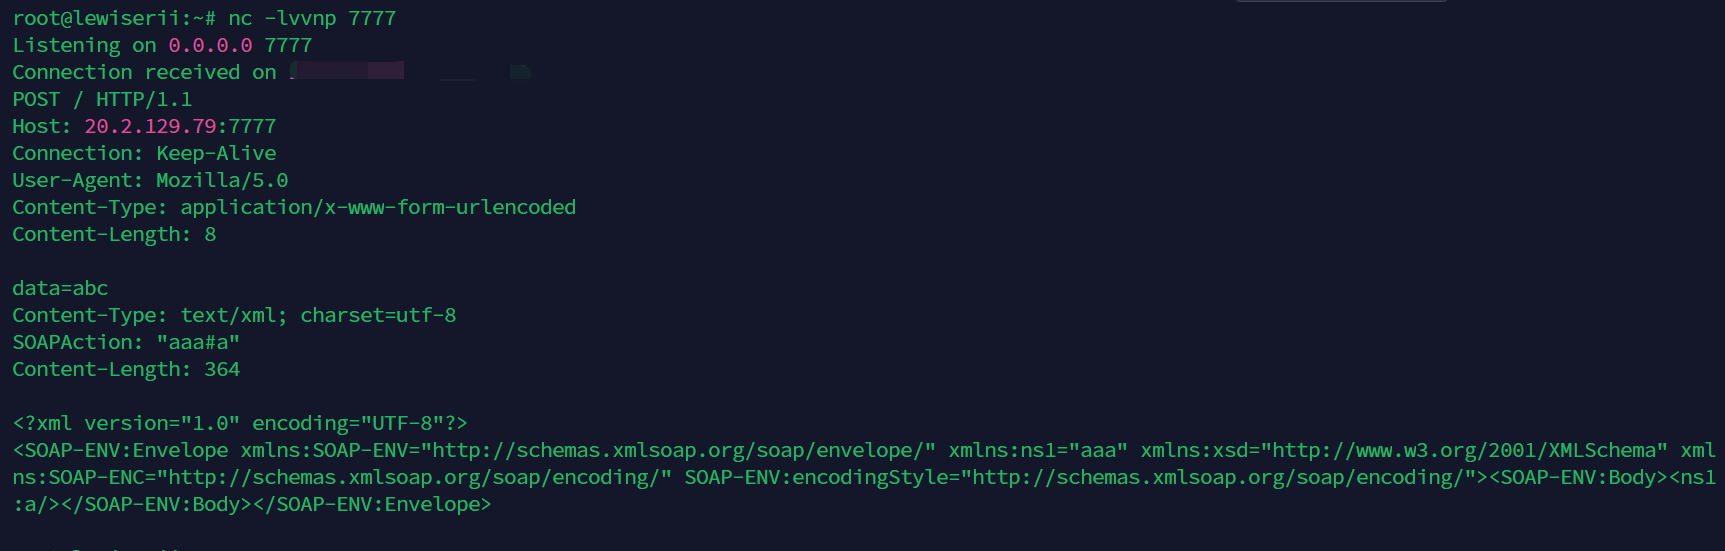 root@lewiserii:~# nc -lvvnp 7777
Listening on 0.0.0.0 7777
Connection received on
POST / HTTP/1.1
Host: 20.2.129.79:7777
Connection: Keep-Alive
User-Agent: Mozilla/5.0
Content-Type: application/x-www-form-urlencoded
Content-Length: 8

data=abc
Content-Type: text/xml; charset=utf-8
SOAPAction: "aaa#a"
Content-Length: 364

<?xml version="1.0" encoding="UTF-8"?>
<SOAP-ENV:Envelope xmlns:SOAP-ENV="http://schemas.xmlsoap.org/soap/envelope/" xmlns:ns1="aaa" xmlns:xsd="http://www.w3.org/2001/XMLSchema" xml
ns:SOAP-ENC="http://schemas.xmlsoap.org/soap/encoding/" SOAP-ENV:encodingStyle="http://schemas.xmlsoap.org/soap/encoding/"><SOAP-ENV:Body><ns1
:a/></SOAP-ENV:Body></SOAP-ENV:Envelope>